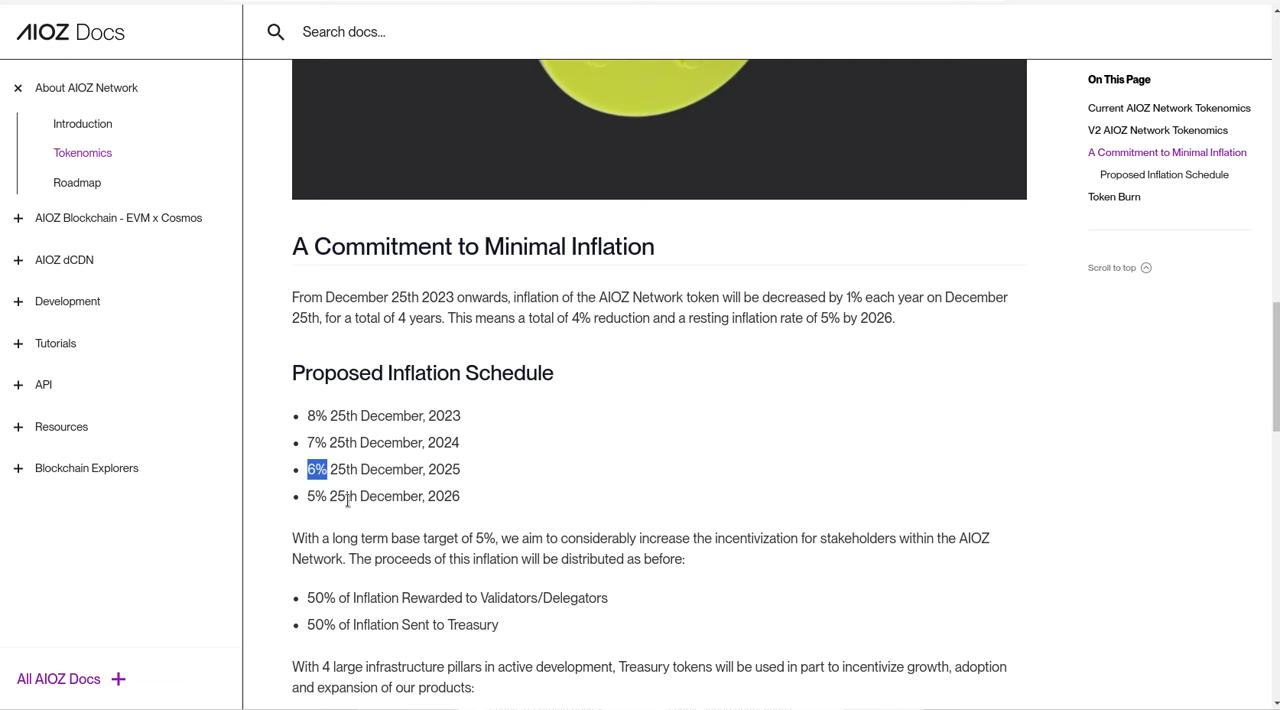 AIOZ Docs
Search docs...
About AIOZ Network
Introduction
Tokenomics
Roadmap
AIOZ Blockchain - EVM x Cosmos
AIOZ dCDN
Development
Tutorials
API
Resources
Blockchain Explorers
All AIOZ Docs
A Commitment to Minimal Inflation
From December 25th 2023 onwards, inflation of the AIOZ Network token will be decreased by 1% each year on December
25th, for a total of 4 years. This means a total of 4% reduction and a resting inflation rate of 5% by 2026.
Proposed Inflation Schedule
8% 25th December, 2023
7% 25th December, 2024
6% 25th December, 2025
5% 25th December, 2026
With a long term base target of 5%, we aim to considerably increase the incentivization for stakeholders within the AIOZ
Network. The proceeds of this inflation will be distributed as before:
50% of Inflation Rewarded to Validators/Delegators
50% of Inflation Sent to Treasury
With 4 large infrastructure pillars in active development, Treasury tokens will be used in part to incentivize growth, adoption
and expansion of our products:
On This Page
Current AIOZ Network Tokenomics
V2 AIOZ Network Tokenomics
A Commitment to Minimal Inflation
Proposed Inflation Schedule
Token Burn
Scroll to top